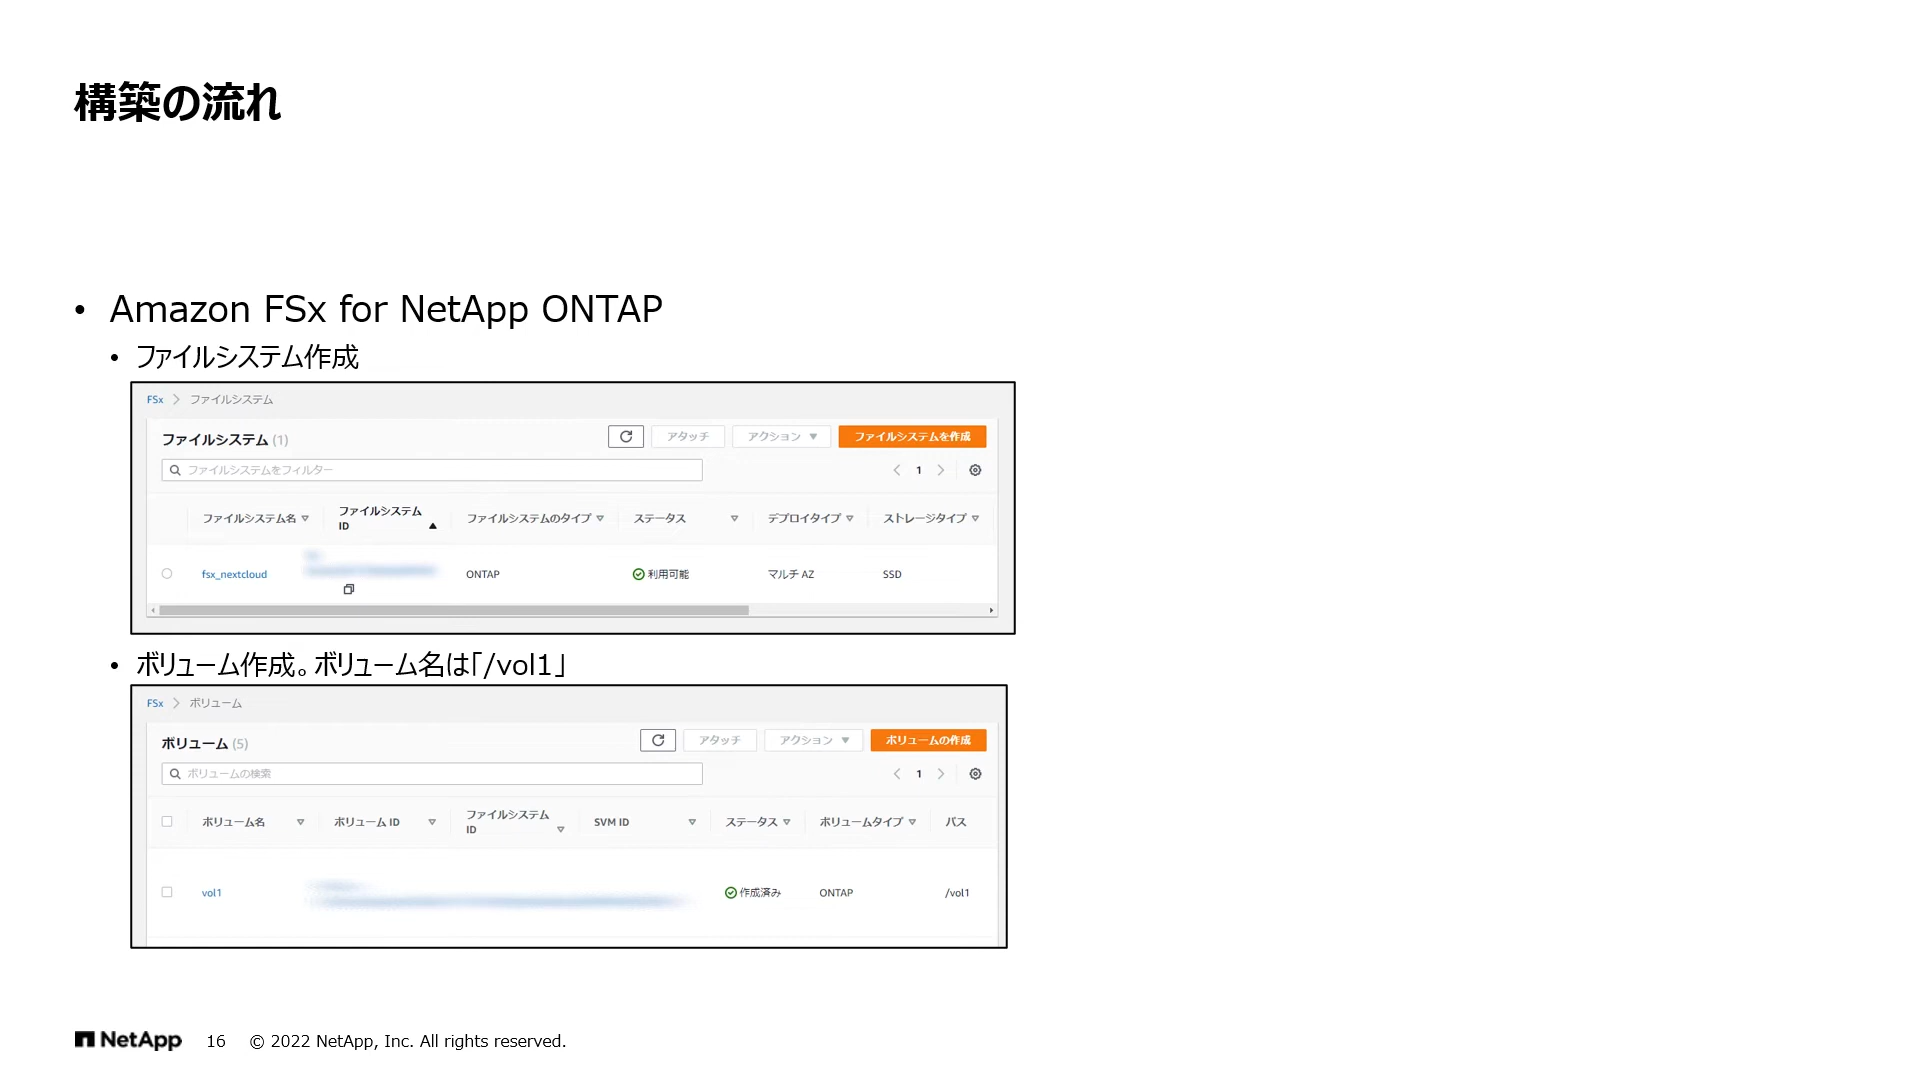 構築の流れ
• Amazon FSx for NetApp ONTAP
• ファイルシステム作成
FSx > ファイルシステム
ファイルシステム (1)
アタッチ アクション ▼ ファイルシステムを作成
ファイルシステムをフィルター
< 1 >
ファイルシステム名 ファイルシステム ID ファイルシステムのタイプ ステータス デプロイタイプ ストレージタイプ
fsx_nextcloud ONTAP 利用可能 マルチ AZ SSD
• ボリューム作成。ボリューム名は「/vol1」
FSx > ボリューム
ボリューム (5)
アタッチ アクション ▼ ボリュームの作成
ボリュームの検索
< 1 >
ボリューム名 ボリューム ID ファイルシステム ID SVM ID ステータス ボリュームタイプ パス
vol1 作成済み ONTAP /vol1
NetApp 16 © 2022 NetApp, Inc. All rights reserved.